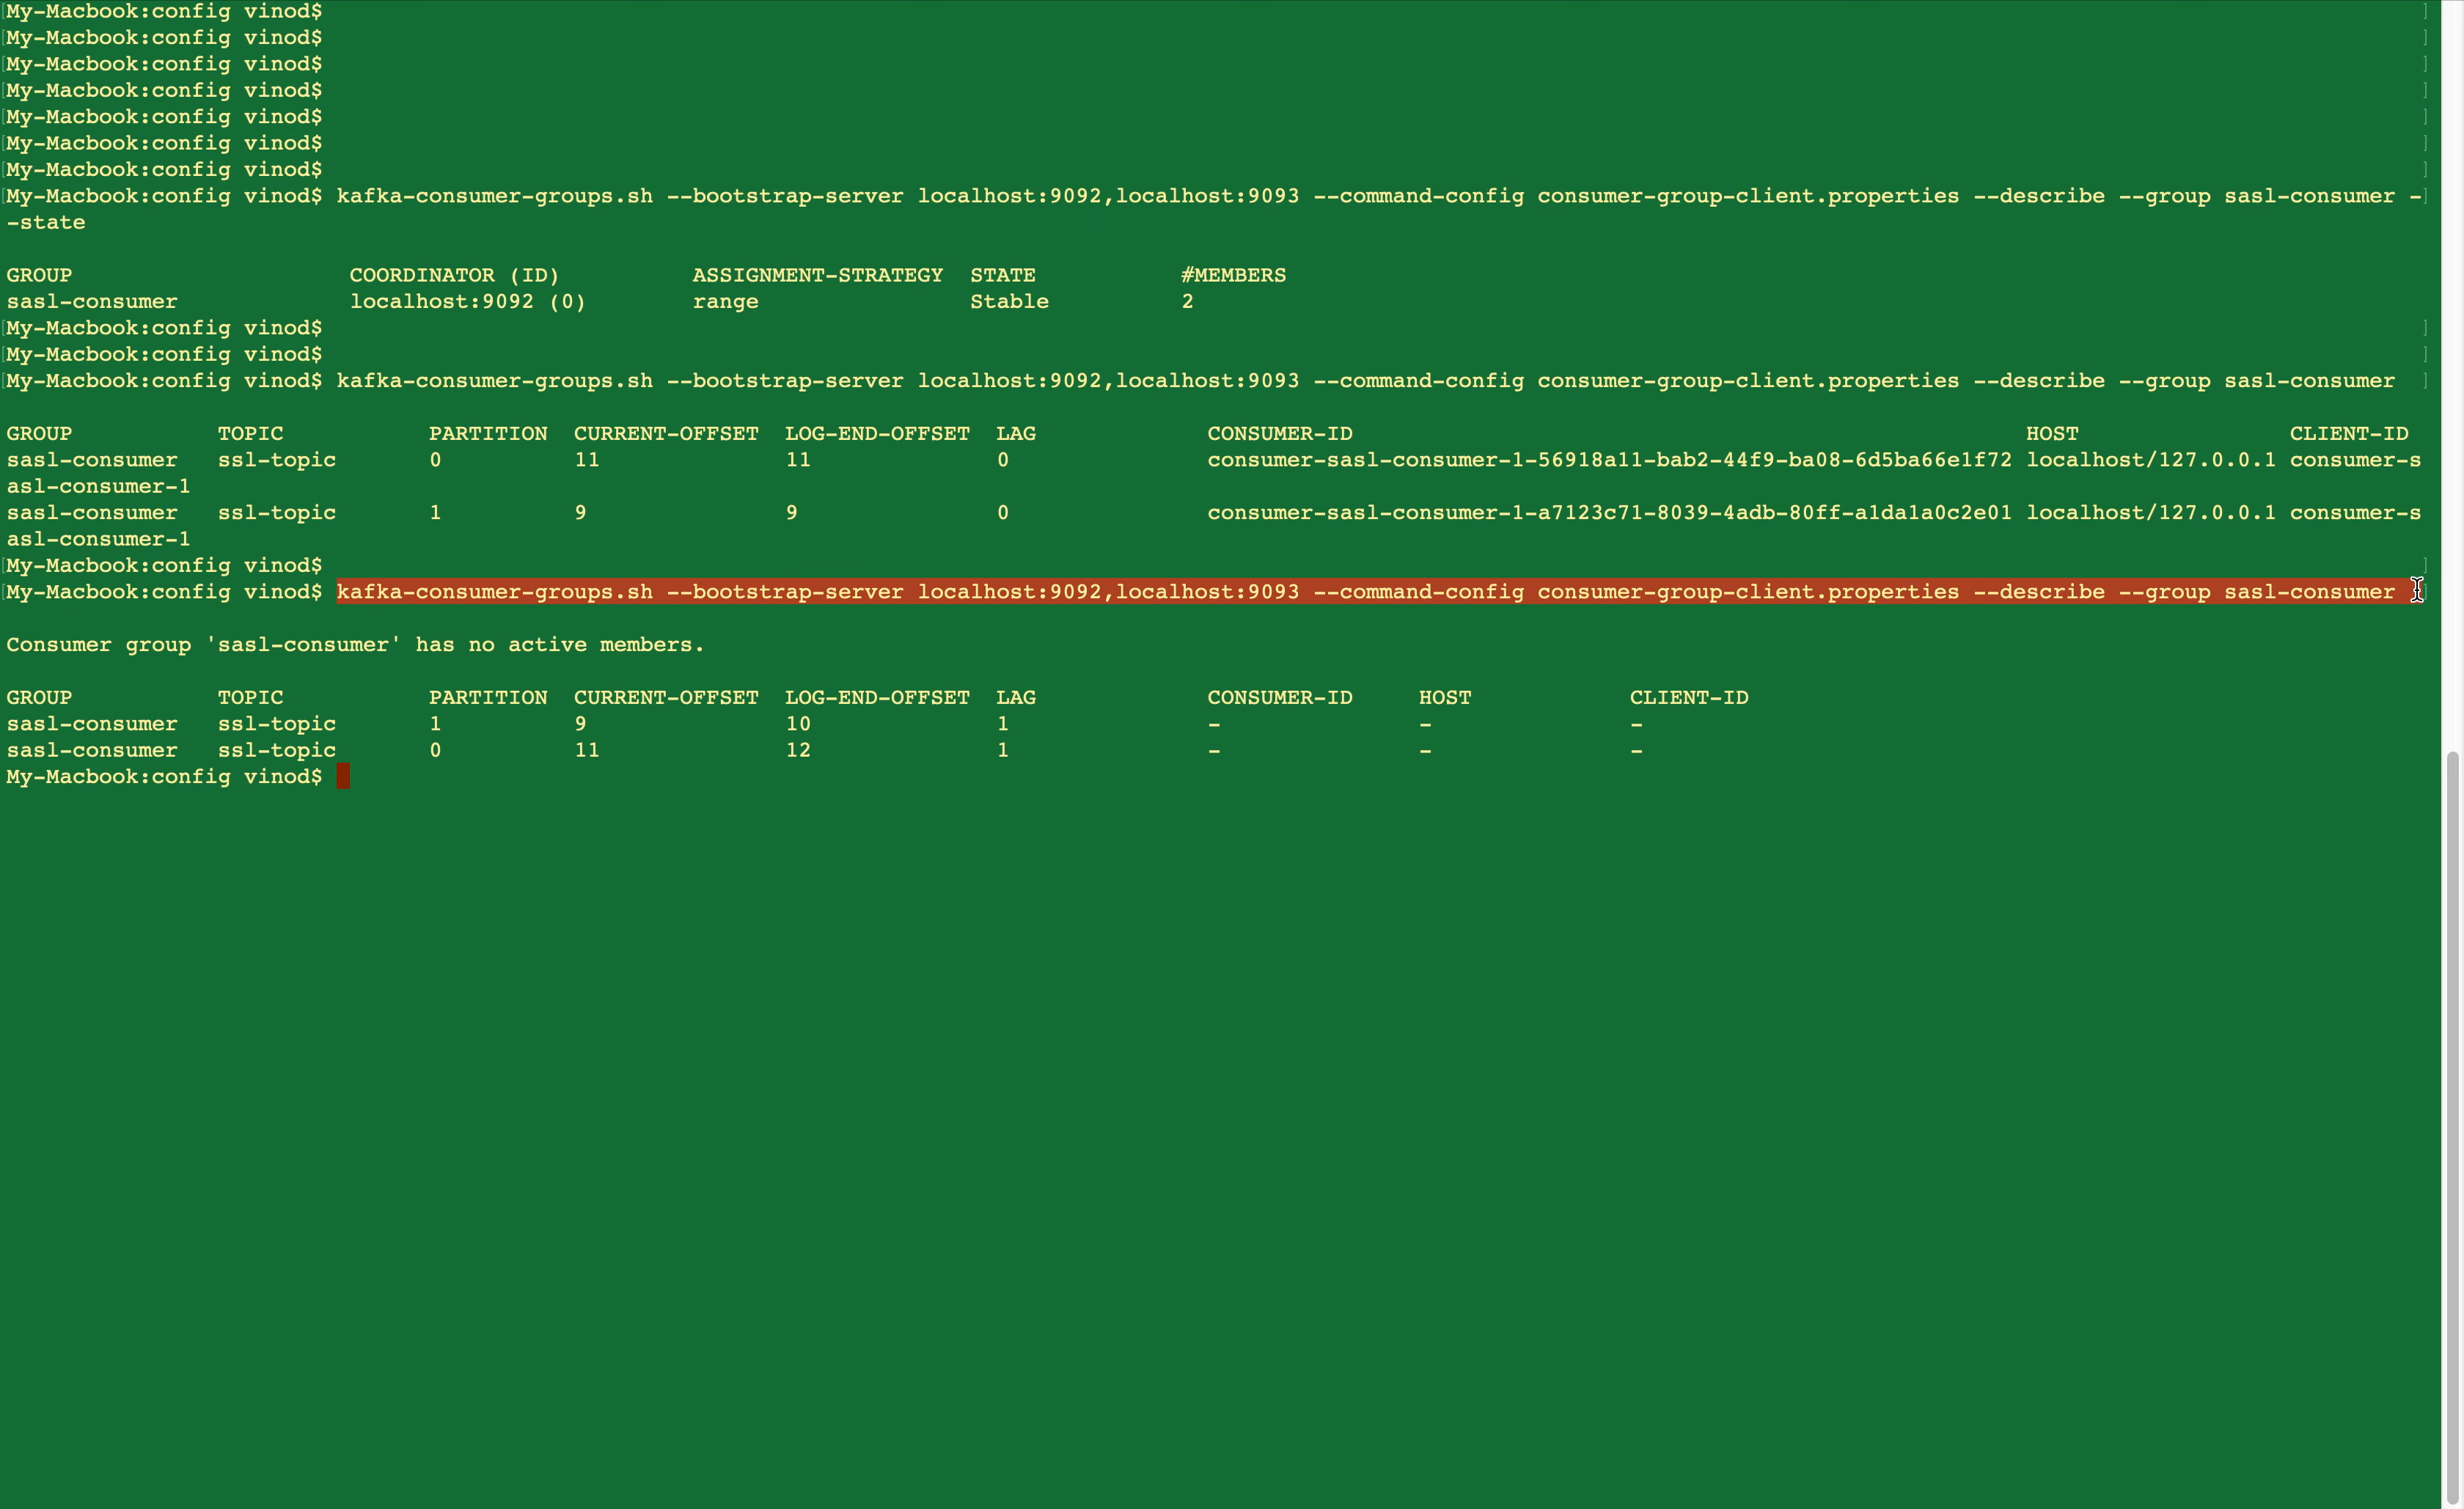 My-Macbook:config vinod$
My-Macbook:config vinod$
My-Macbook:config vinod$
My-Macbook:config vinod$
My-Macbook:config vinod$
My-Macbook:config vinod$
My-Macbook:config vinod$
My-Macbook:config vinod$ kafka-consumer-groups.sh --bootstrap-server localhost:9092,localhost:9093 --command-config consumer-group-client.properties --describe --group sasl-consumer -
-state
GROUP COORDINATOR (ID) ASSIGNMENT-STRATEGY STATE #MEMBERS
sasl-consumer localhost:9092 (0) range Stable 2
My-Macbook:config vinod$
My-Macbook:config vinod$
My-Macbook:config vinod$ kafka-consumer-groups.sh --bootstrap-server localhost:9092,localhost:9093 --command-config consumer-group-client.properties --describe --group sasl-consumer
GROUP TOPIC PARTITION CURRENT-OFFSET LOG-END-OFFSET LAG CONSUMER-ID HOST CLIENT-ID
sasl-consumer ssl-topic 0 11 11 0 consumer-sasl-consumer-1-56918a11-bab2-44f9-ba08-6d5ba66e1f72 localhost/127.0.0.1 consumer-s
asl-consumer-1
sasl-consumer ssl-topic 1 9 9 0 consumer-sasl-consumer-1-a7123c71-8039-4adb-80ff-a1da1a0c2e01 localhost/127.0.0.1 consumer-s
asl-consumer-1
My-Macbook:config vinod$
My-Macbook:config vinod$ kafka-consumer-groups.sh --bootstrap-server localhost:9092,localhost:9093 --command-config consumer-group-client.properties --describe --group sasl-consumer
Consumer group 'sasl-consumer' has no active members.
GROUP TOPIC PARTITION CURRENT-OFFSET LOG-END-OFFSET LAG CONSUMER-ID HOST CLIENT-ID
sasl-consumer ssl-topic 1 9 10 1 - - -
sasl-consumer ssl-topic 0 11 12 1 - - -
My-Macbook:config vinod$